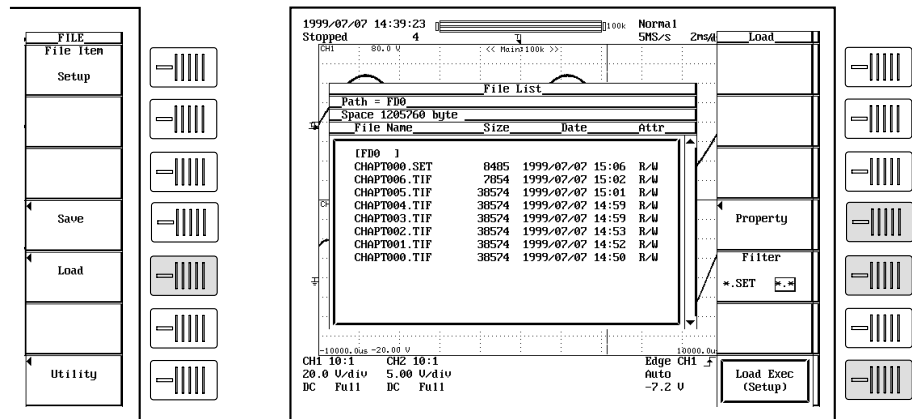 FILE
File Item
Setup
Save
Load
Utility
1999/07/07 14:39:23
100k
Normal
Stopped
4
5MS/s
2ms/d
CH1
80.0 V
<< Main:100k >>
File List
Path = FD0
Space 1205760 byte
File Name Size Date Attr
[FD0 ]
CHAPT000.SET 8485 1999/07/07 15:06 R/W
CHAPT006.TIF 7854 1999/07/07 15:02 R/W
CHAPT005.TIF 38574 1999/07/07 15:01 R/W
CHAPT004.TIF 38574 1999/07/07 14:59 R/W
CHAPT003.TIF 38574 1999/07/07 14:59 R/W
CHAPT002.TIF 38574 1999/07/07 14:53 R/W
CHAPT001.TIF 38574 1999/07/07 14:52 R/W
CHAPT000.TIF 38574 1999/07/07 14:50 R/W
-10000.0us -20.00 V
10000.0u
CH1 10:1 CH2 10:1
Edge CH1
20.0 V/div 5.00 V/div
Auto
DC Full DC Full
-7.2 V
Load
Property
Filter
*.SET *.*
Load Exec
(Setup)